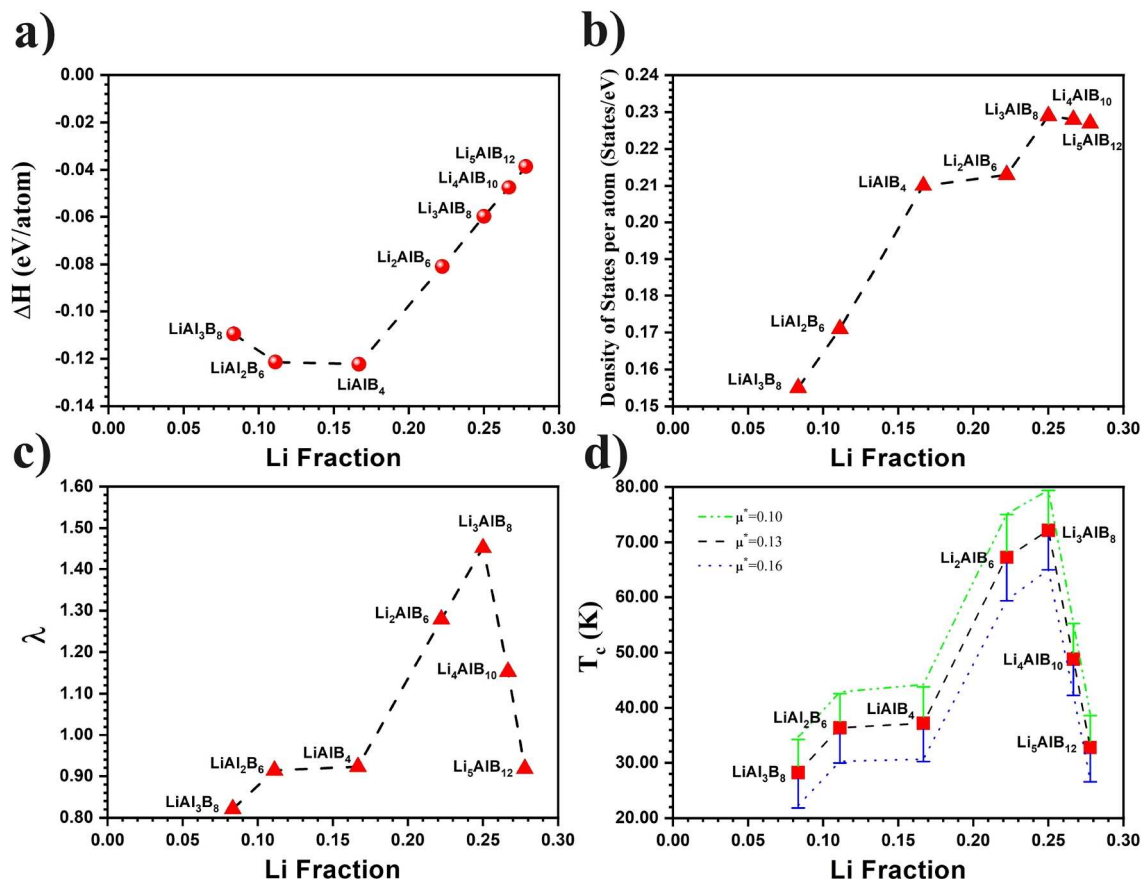 a)
0.00
-0.02
-0.04
-0.06
-0.08
-0.10
-0.12
-0.14
ΔH (eV/atom)
Li₅AlB₁₂
Li₄AlB₁₀
Li₃AlB₈
Li₂AlB₆
LiAl₃B₈
LiAl₂B₆
LiAlB₄
0.00 0.05 0.10 0.15 0.20 0.25 0.30
Li Fraction
b)
0.24
0.23
0.22
0.21
0.20
0.19
0.18
0.17
0.16
0.15
Density of States per atom (States/eV)
Li₄AlB₁₀
Li₃AlB₈
Li₅AlB₁₂
Li₂AlB₆
LiAlB₄
LiAl₂B₆
LiAl₃B₈
0.00 0.05 0.10 0.15 0.20 0.25 0.30
Li Fraction
c)
1.60
1.50
1.40
1.30
1.20
1.10
1.00
0.90
0.80
λ
Li₃AlB₈
Li₂AlB₆
Li₄AlB₁₀
LiAlB₄
LiAl₂B₆
Li₅AlB₁₂
LiAl₃B₈
0.00 0.05 0.10 0.15 0.20 0.25 0.30
Li Fraction
d)
80.00
70.00
60.00
50.00
40.00
30.00
20.00
T_c (K)
μ*=0.10
μ*=0.13
μ*=0.16
Li₃AlB₈
Li₂AlB₆
Li₄AlB₁₀
LiAl₂B₆
LiAlB₄
Li₅AlB₁₂
LiAl₃B₈
0.00 0.05 0.10 0.15 0.20 0.25 0.30
Li Fraction